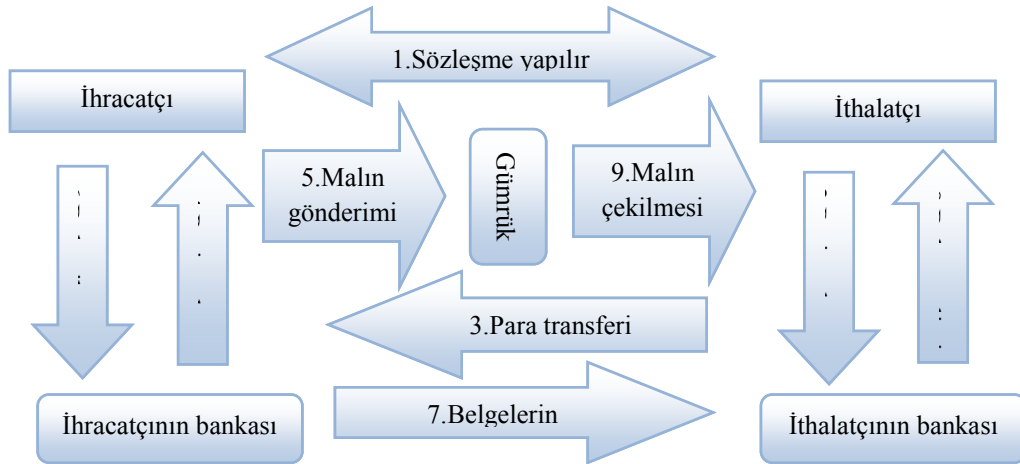 1.Sözleşme yapılır
İhracatçı
İthalatçı
5.Malın
gönderimi
Gümrük
9.Malın
çekilmesi
3.Para transferi
7.Belgelerin
İhracatçının bankası
İthalatçının bankası